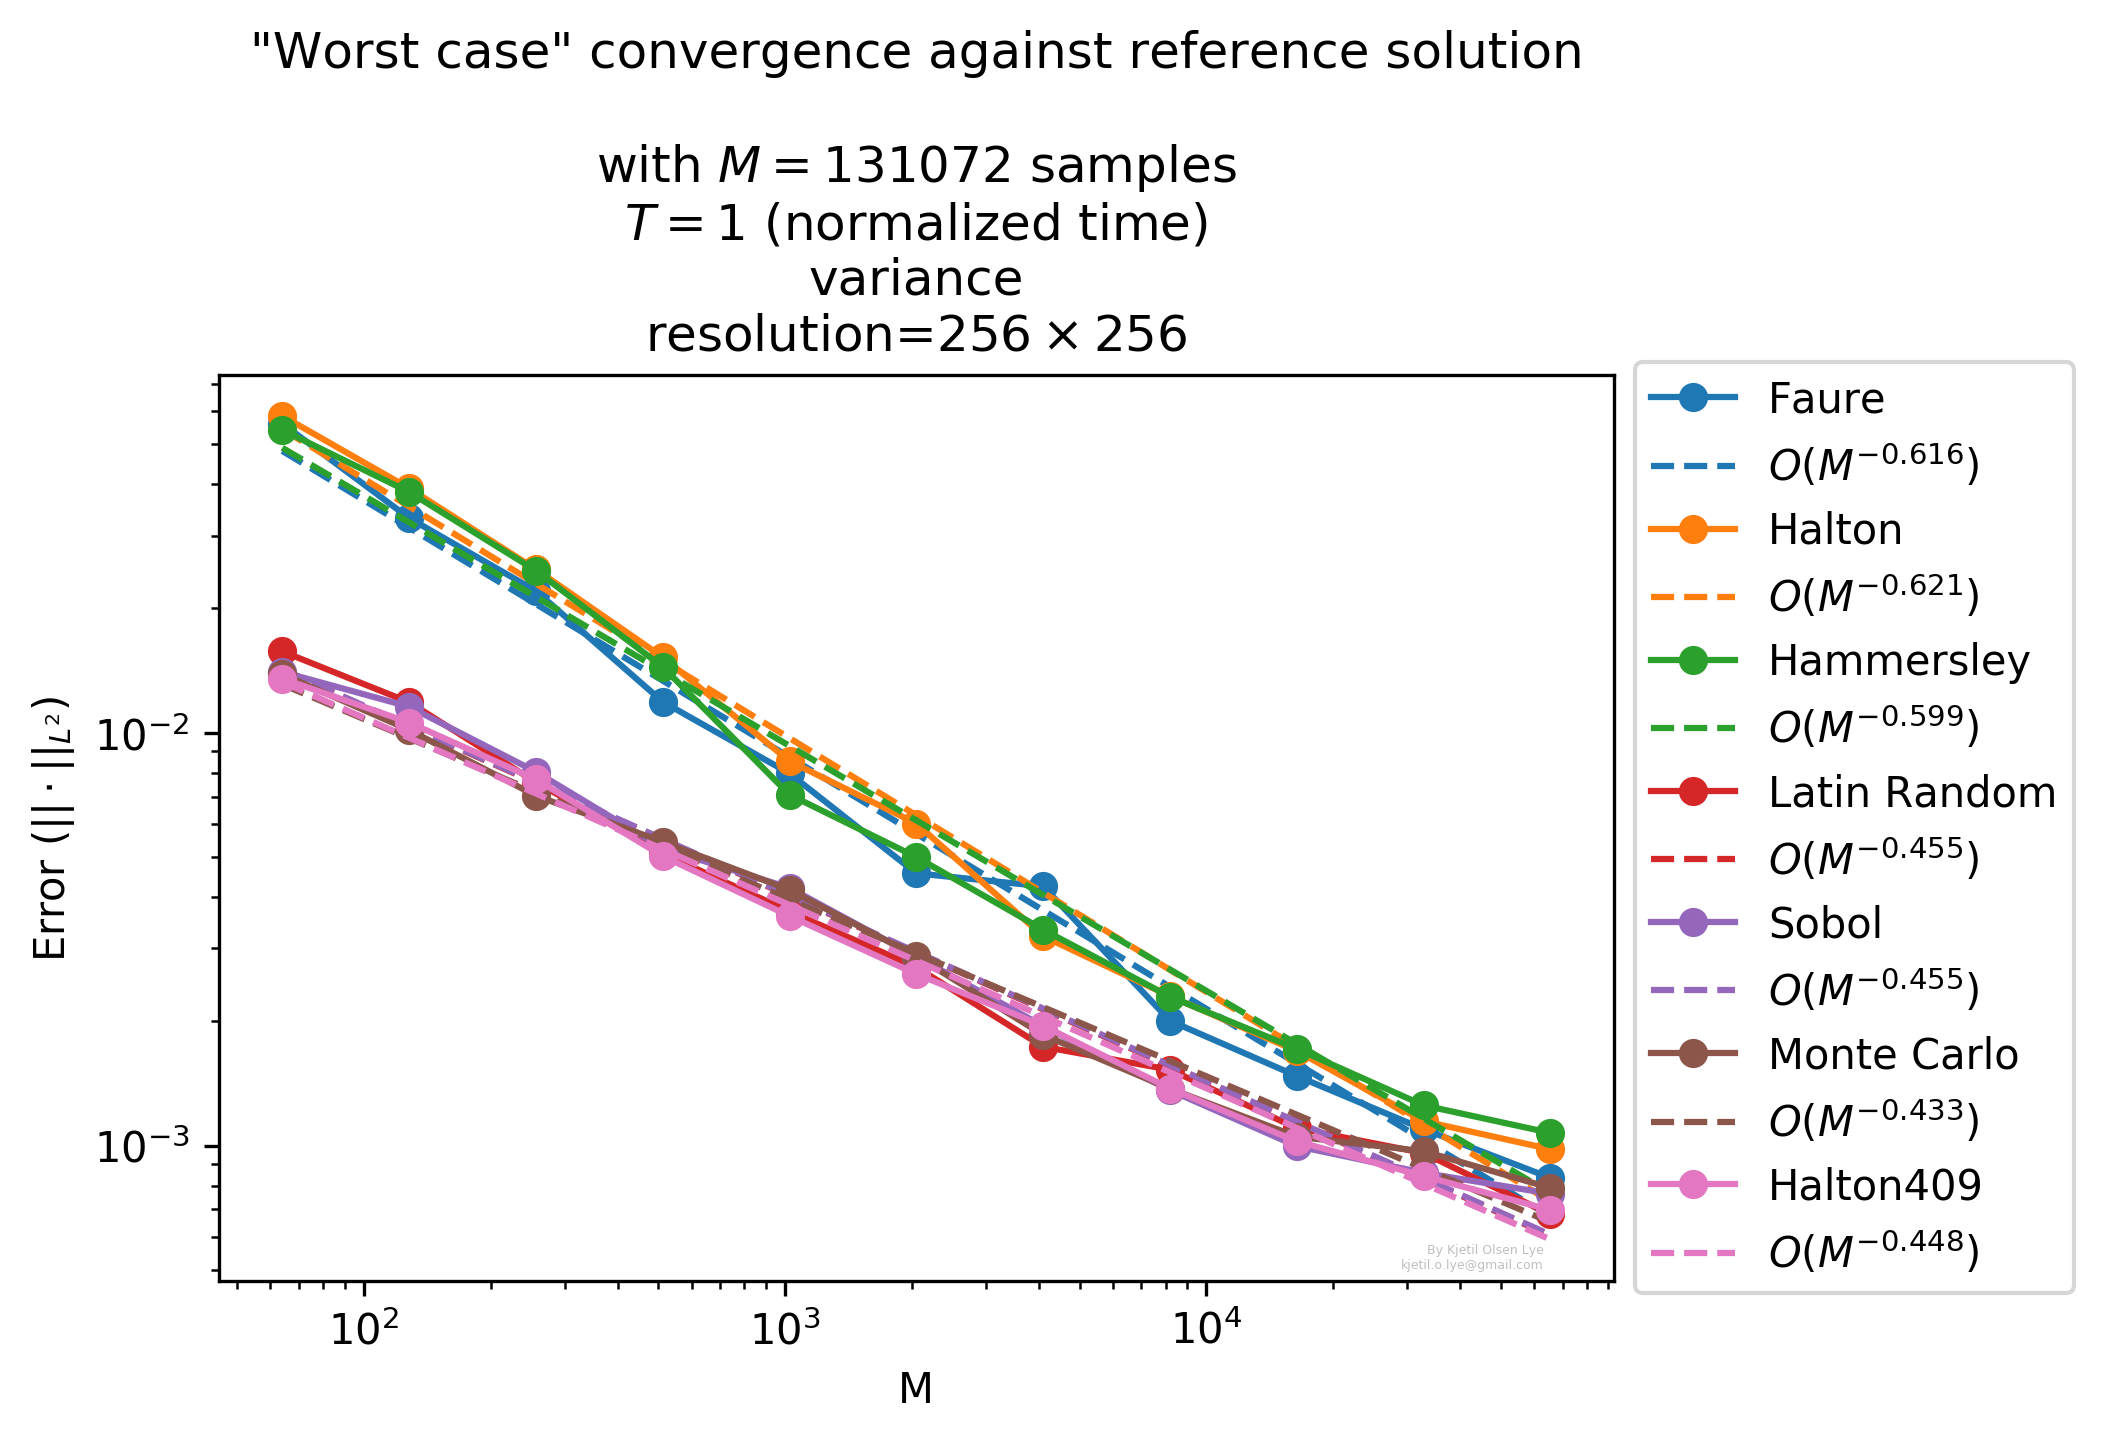 "Worst case" convergence against reference solution
with M = 131072 samples
T = 1 (normalized time)
variance
resolution=256 × 256
Error (|| · ||_{L^2})
10^{-2}
10^{-3}
10^2
10^3
10^4
M
By Kjetil Olsen Lye
kjetil.o.lye@gmail.com
Faure
O(M^{-0.616})
Halton
O(M^{-0.621})
Hammersley
O(M^{-0.599})
Latin Random
O(M^{-0.455})
Sobol
O(M^{-0.455})
Monte Carlo
O(M^{-0.433})
Halton409
O(M^{-0.448})